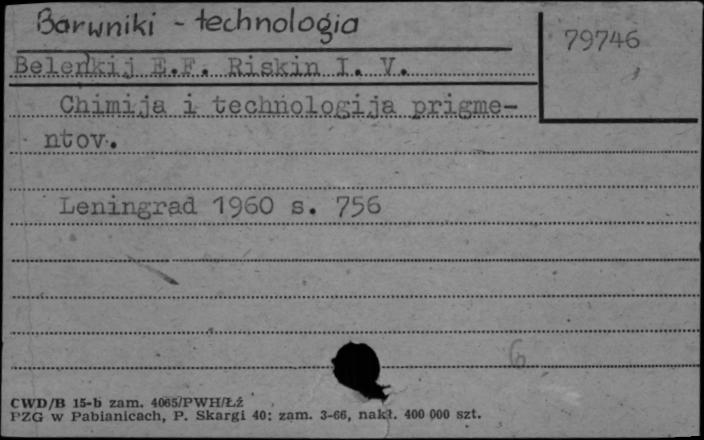 Barwniki - technologia
79746
Belenkij E.F. Riskin I. V.
Chimija i technologija prigme-
ntov.
Leningrad 1960 s. 756
6
CWD/B 15-b zam. 4065/PWH/Łź
PZG w Pabianicach, P. Skargi 40; zam. 3-66, nakł. 400 000 szt.